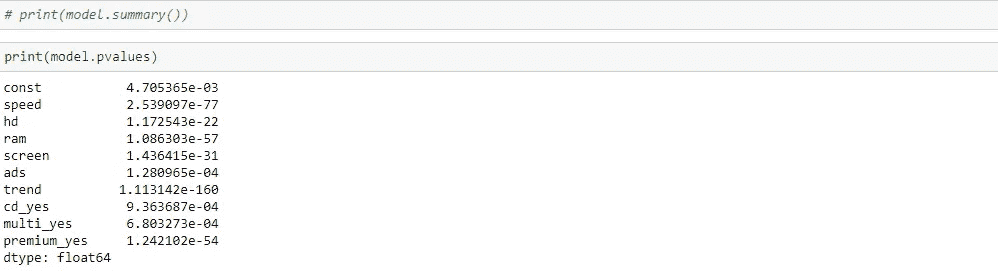 # print(model.summary())
print(model.pvalues)
const 4.705365e-03
speed 2.539097e-77
hd 1.172543e-22
ram 1.086303e-57
screen 1.436415e-31
ads 1.280965e-04
trend 1.113142e-160
cd_yes 9.363687e-04
multi_yes 6.803273e-04
premium_yes 1.242102e-54
dtype: float64